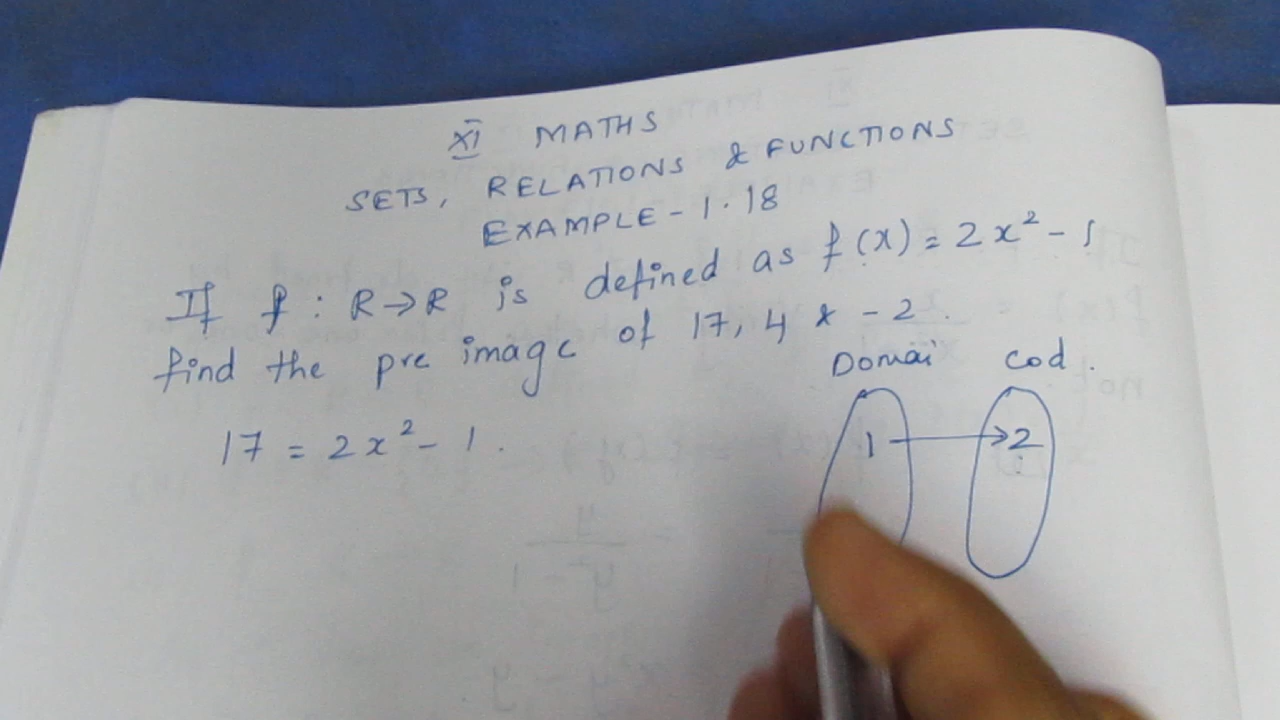 XI MATHS
SETS, RELATIONS & FUNCTIONS
EXAMPLE - 1.18
If f : R → R is defined as f(x) = 2x² - 1
find the pre image of 17, 4 & - 2.
Domai cod.
17 = 2x² - 1.
1 → 2